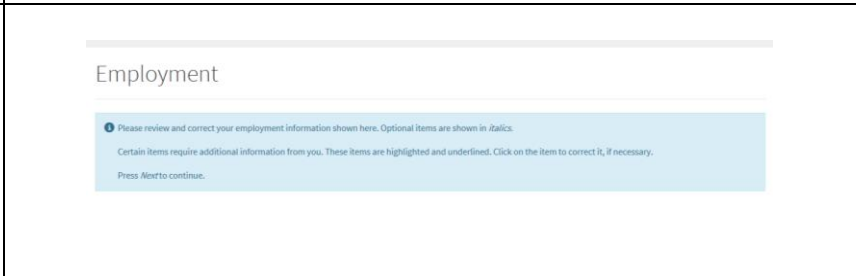 Employment
Please review and correct your employment information shown here. Optional items are shown in italics.
Certain items require additional information from you. These items are highlighted and underlined. Click on the item to correct it, if necessary.
Press Next to continue.